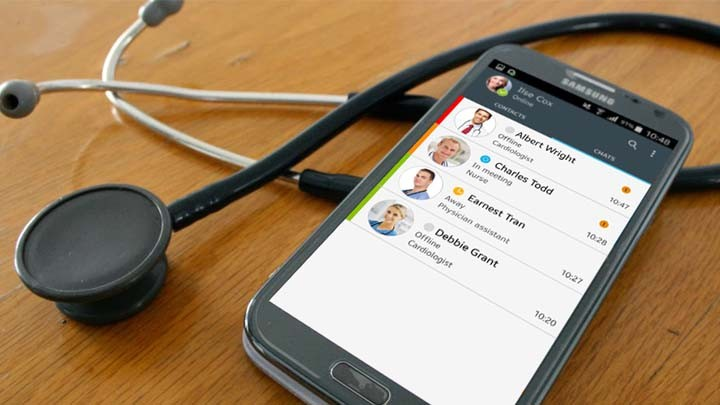 SAMSUNG
91% 10:48
Ilse Cox
Online
CONTACTS
CHATS
Albert Wright
Offline
Cardiologist
10:47
Charles Todd
In meeting
Nurse
10:28
Earnest Tran
Away
Physician assistant
10:27
Debbie Grant
Offline
Cardiologist
10:20